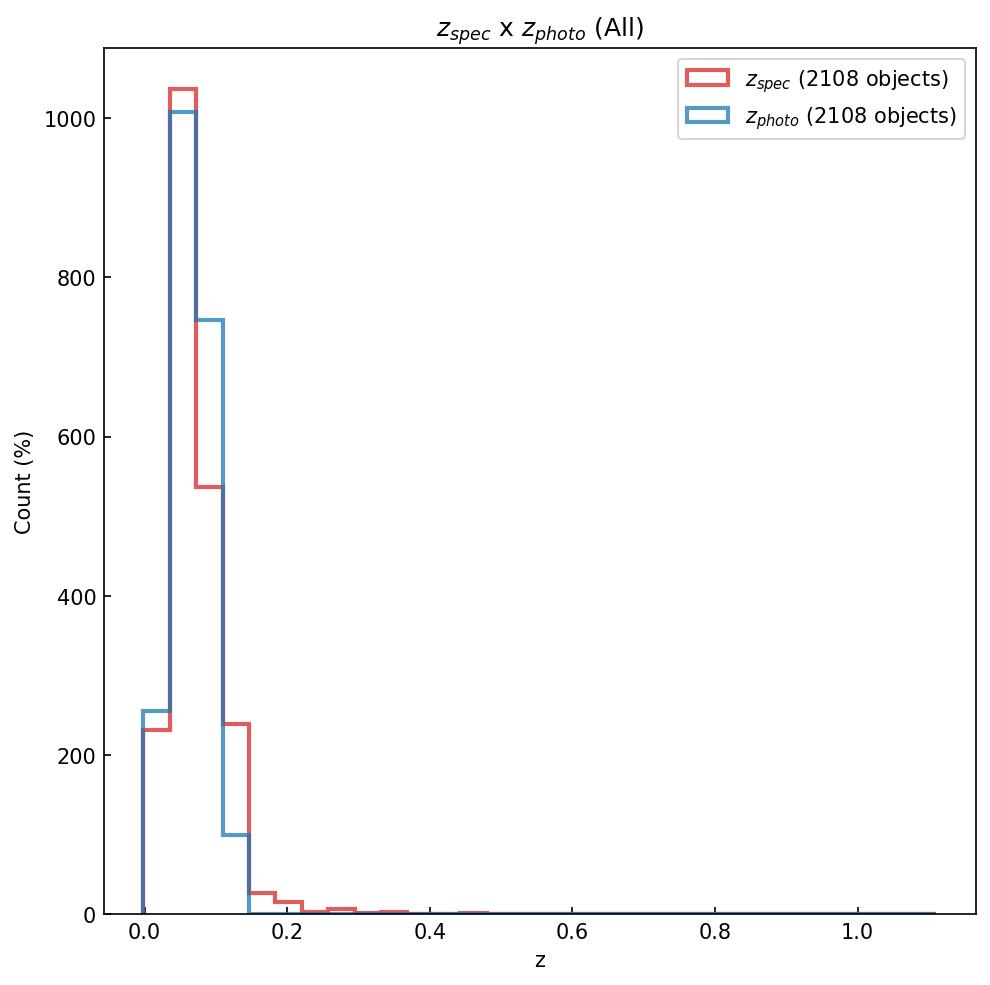 z_spec x z_photo (All)
z_spec (2108 objects)
z_photo (2108 objects)
1000
800
600
400
200
0
Count (%)
0.0 0.2 0.4 0.6 0.8 1.0
z